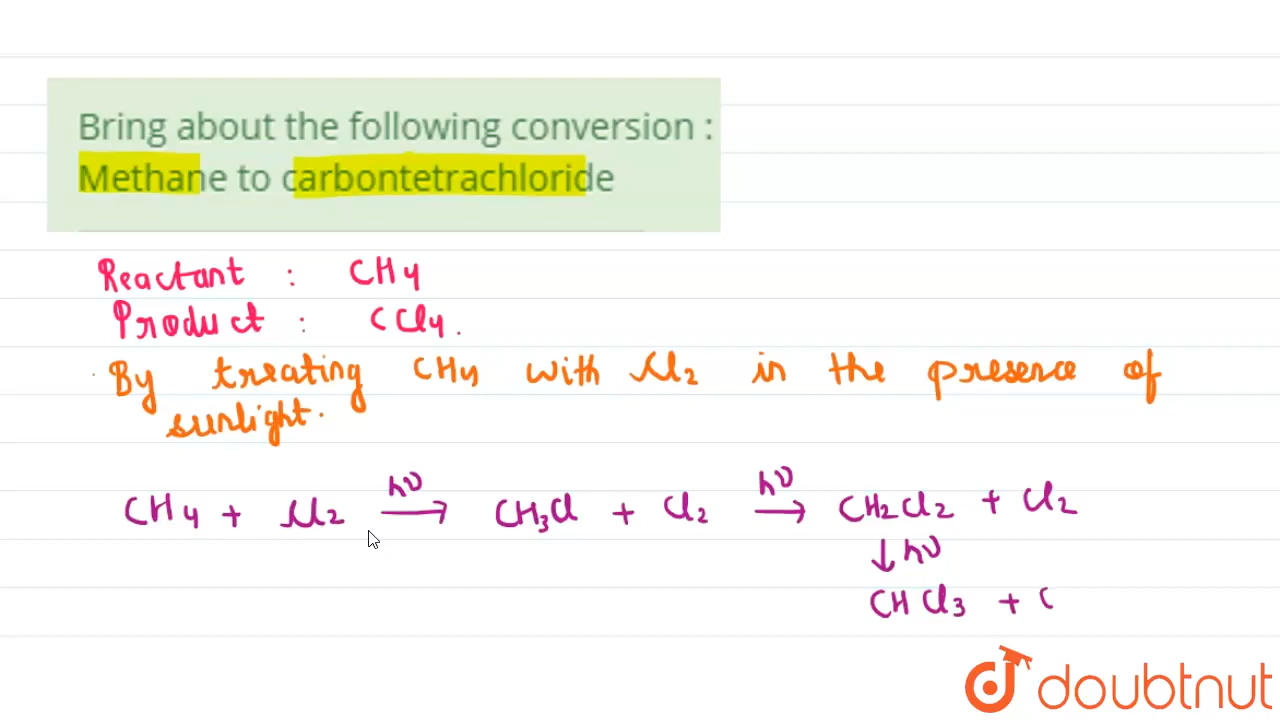 Bring about the following conversion :
Methane to carbontetrachloride
Reactant : CH4
Product : CCl4.
By treating CH4 with Cl2 in the presence of
sunlight.
CH4 + Cl2 hν → CH3Cl + Cl2 hν → CH2Cl2 + Cl2
↓ hν
CHCl3 + C
doubtnut